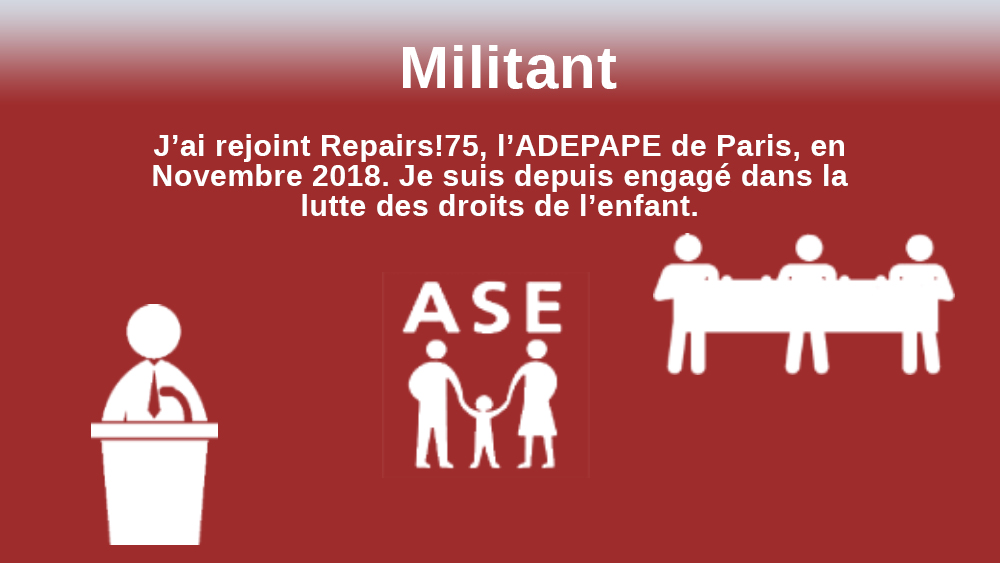 Militant
J’ai rejoint Repairs!75, l’ADEPAPE de Paris, en
Novembre 2018. Je suis depuis engagé dans la
lutte des droits de l’enfant.
ASE